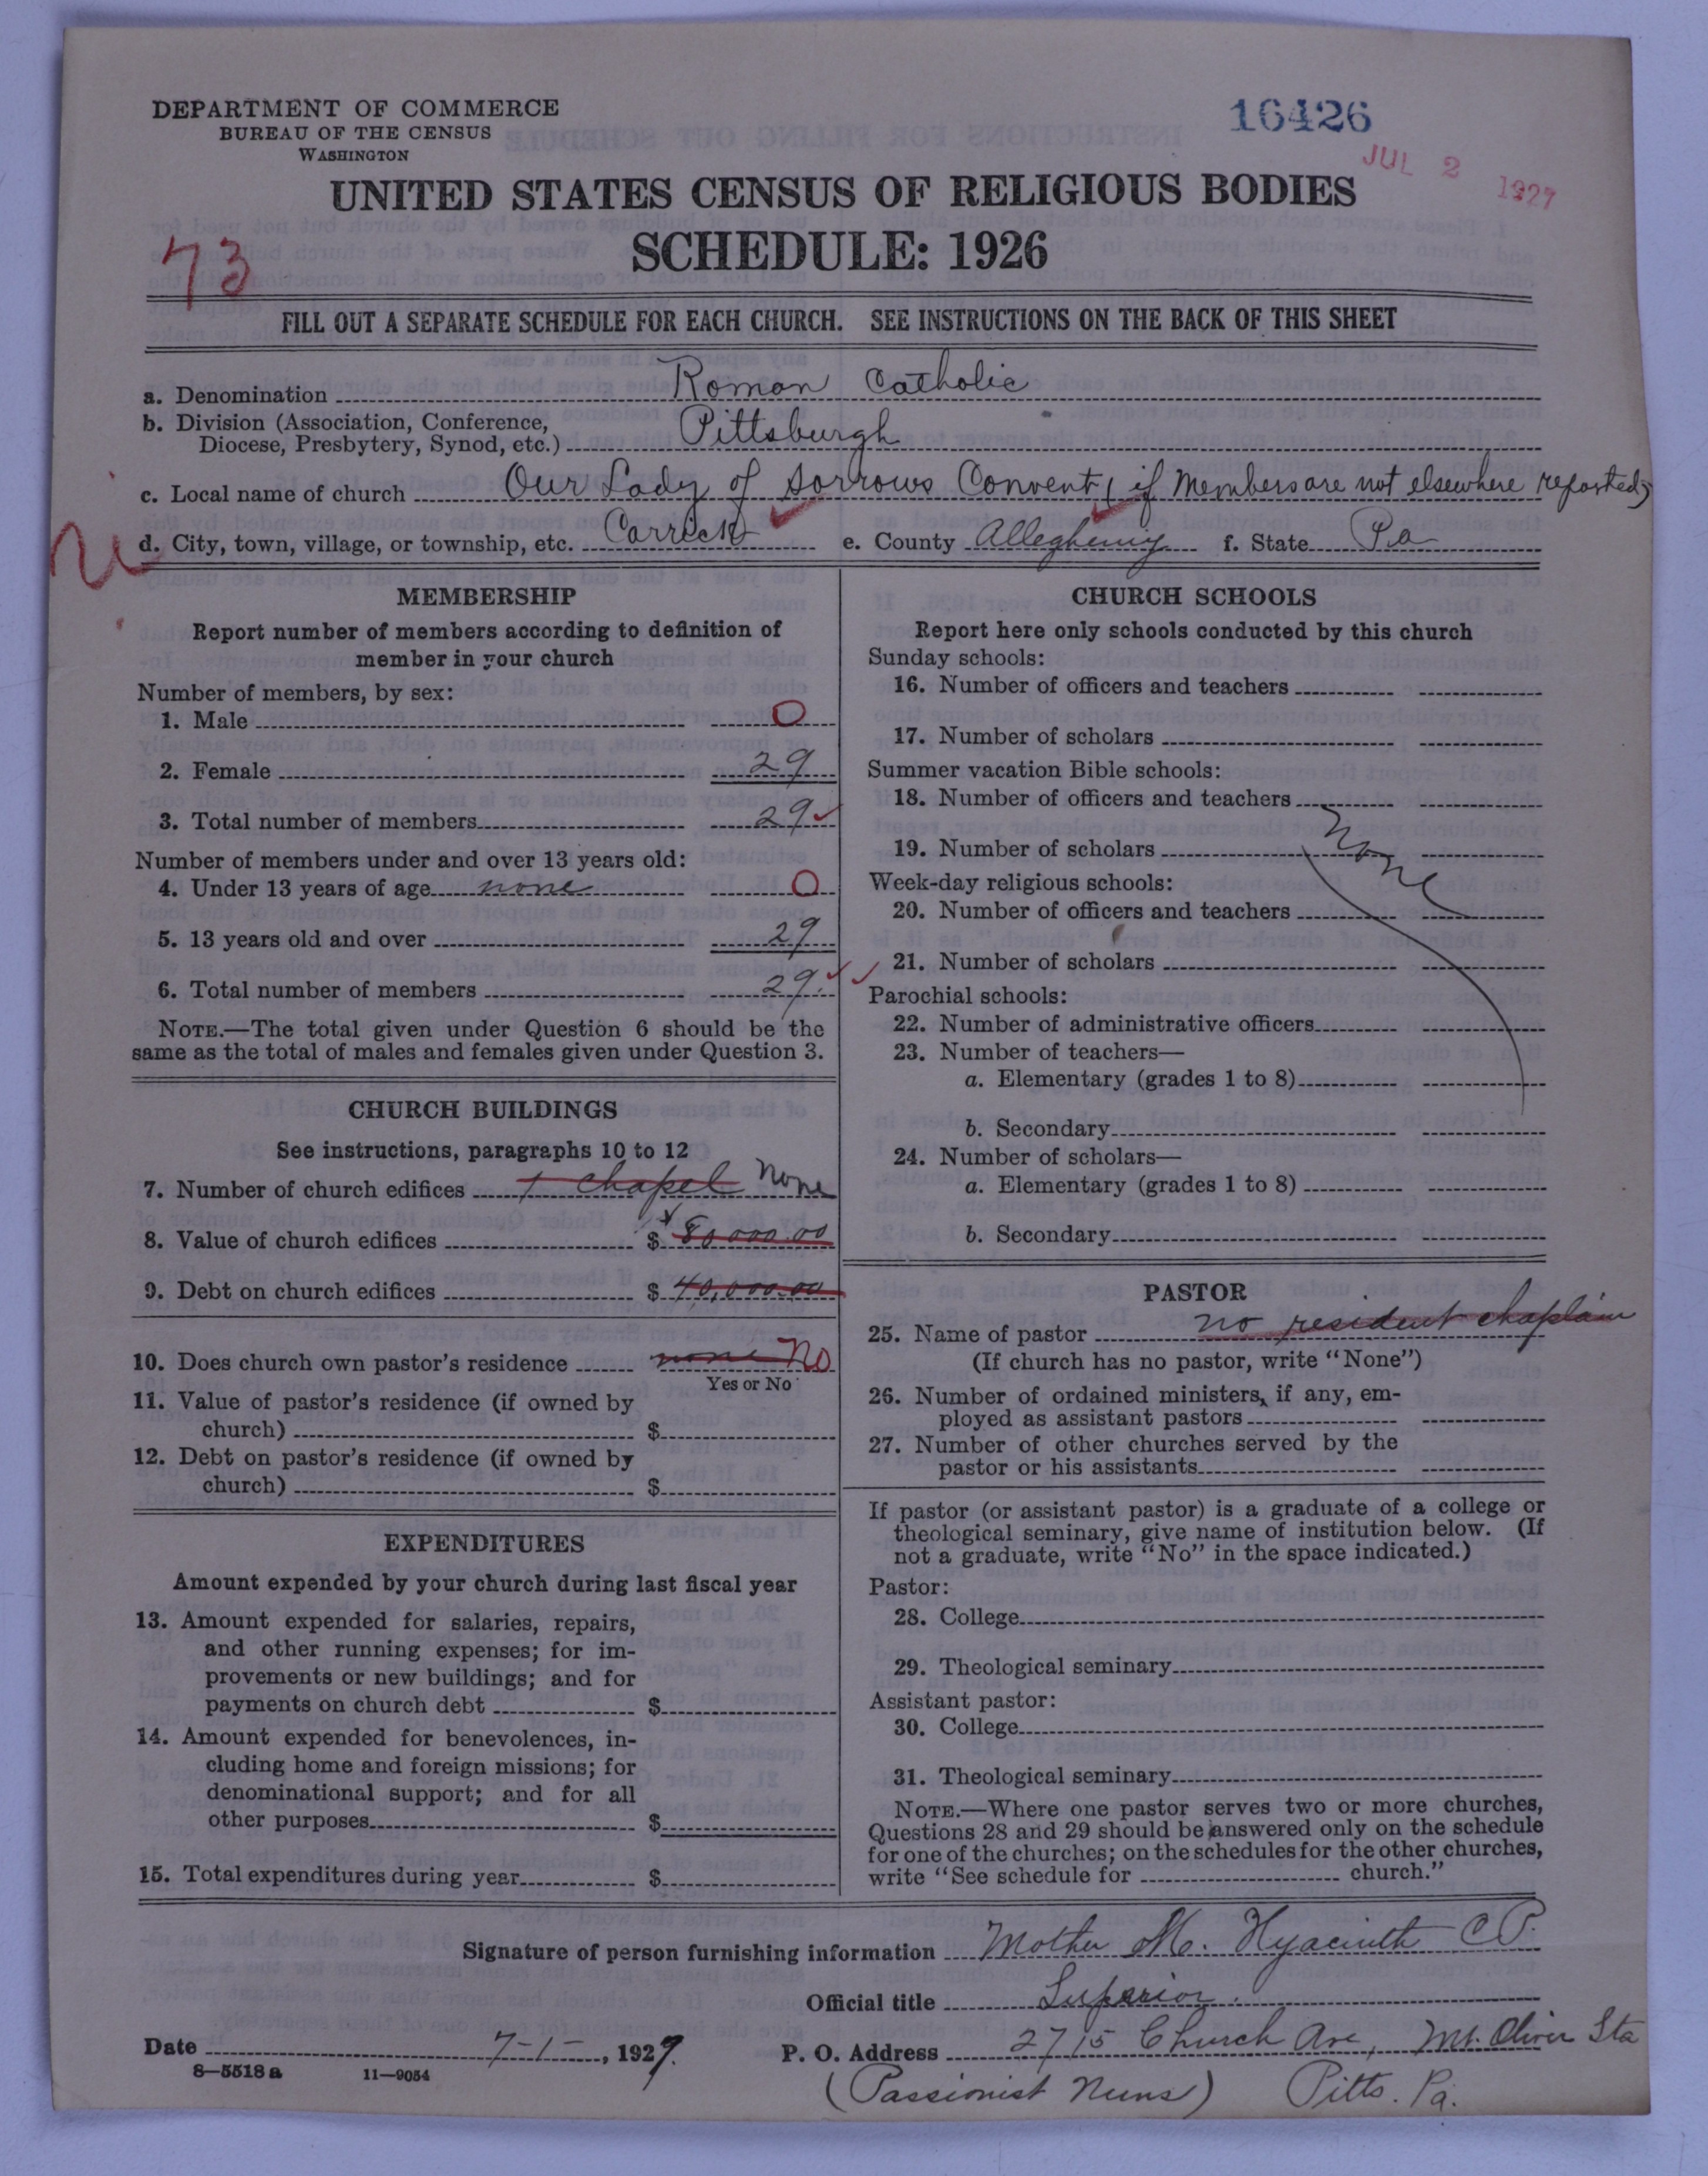 DEPARTMENT OF COMMERCE
BUREAU OF THE CENSUS
WASHINGTON
16426
JUL 2 1927
UNITED STATES CENSUS OF RELIGIOUS BODIES
SCHEDULE: 1926
73
FILL OUT A SEPARATE SCHEDULE FOR EACH CHURCH. SEE INSTRUCTIONS ON THE BACK OF THIS SHEET
a. Denomination Roman Catholic
b. Division (Association, Conference,
Diocese, Presbytery, Synod, etc.) Pittsburgh
c. Local name of church Our Lady of Sorrows Convent (if members are not elsewhere reported)
d. City, town, village, or township, etc. Carrick e. County Allegheny f. State Pa
MEMBERSHIP
Report number of members according to definition of
member in your church
Number of members, by sex:
1. Male 0
2. Female 29
3. Total number of members 29
Number of members under and over 13 years old:
4. Under 13 years of age none 0
5. 13 years old and over 29
6. Total number of members 29.
NOTE.—The total given under Question 6 should be the
same as the total of males and females given under Question 3.
CHURCH BUILDINGS
See instructions, paragraphs 10 to 12
7. Number of church edifices 1 chapel None
8. Value of church edifices $ 80000.00
9. Debt on church edifices $ 40,000.00
10. Does church own pastor's residence none No
Yes or No
11. Value of pastor's residence (if owned by
church) $
12. Debt on pastor's residence (if owned by
church) $
EXPENDITURES
Amount expended by your church during last fiscal year
13. Amount expended for salaries, repairs,
and other running expenses; for im-
provements or new buildings; and for
payments on church debt $
14. Amount expended for benevolences, in-
cluding home and foreign missions; for
denominational support; and for all
other purposes $
15. Total expenditures during year $
CHURCH SCHOOLS
Report here only schools conducted by this church
Sunday schools:
16. Number of officers and teachers
17. Number of scholars
Summer vacation Bible schools:
18. Number of officers and teachers
None
19. Number of scholars
Week-day religious schools:
20. Number of officers and teachers
21. Number of scholars
Parochial schools:
22. Number of administrative officers
23. Number of teachers—
a. Elementary (grades 1 to 8)
b. Secondary
24. Number of scholars—
a. Elementary (grades 1 to 8)
b. Secondary
PASTOR
25. Name of pastor no resident chaplain
(If church has no pastor, write "None")
26. Number of ordained ministers, if any, em-
ployed as assistant pastors
27. Number of other churches served by the
pastor or his assistants
If pastor (or assistant pastor) is a graduate of a college or
theological seminary, give name of institution below. (If
not a graduate, write "No" in the space indicated.)
Pastor:
28. College
29. Theological seminary
Assistant pastor:
30. College
31. Theological seminary
NOTE.—Where one pastor serves two or more churches,
Questions 28 and 29 should be answered only on the schedule
for one of the churches; on the schedules for the other churches,
write "See schedule for church."
Signature of person furnishing information Mother M. Hyacinth C.P.
Official title Superior.
Date 7-1-, 1927. P. O. Address 2715 Church Ave, Mt. Oliver Sta
8—5518 a 11—9054 (Passionist Nuns) Pitts. Pa.